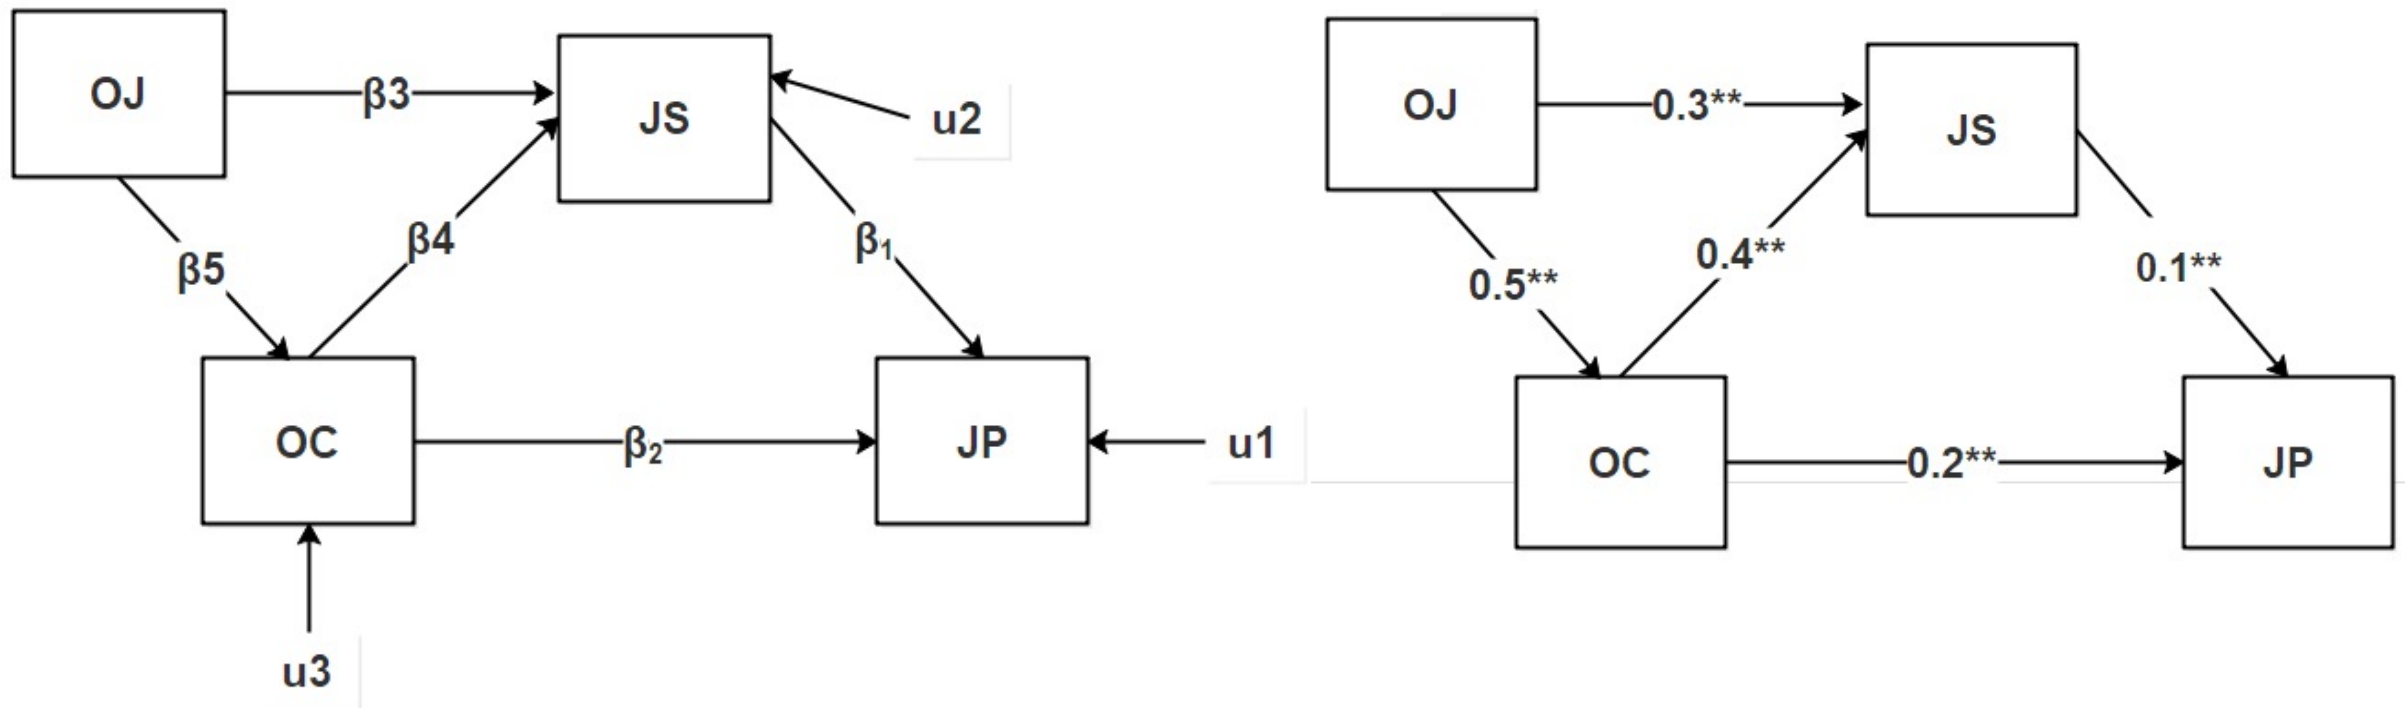 OJ
β3
JS
u2
β5
β4
β₁
OC
β₂
JP
u1
u3
OJ
0.3**
JS
0.5**
0.4**
0.1**
OC
0.2**
JP